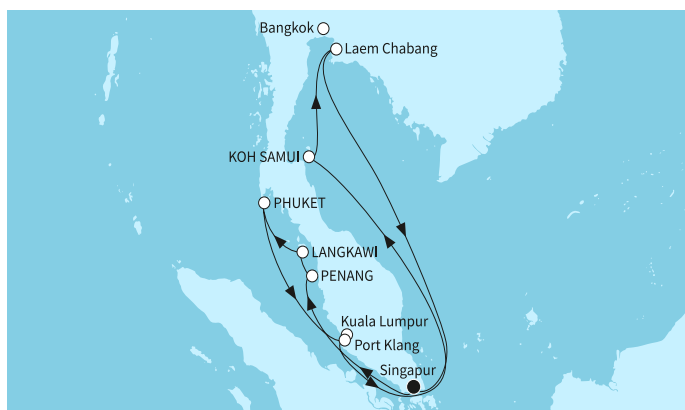 Bangkok
Laem Chabang
KOH SAMUI
PHUKET
LANGKAWI
PENANG
Kuala Lumpur
Port Klang
Singapur